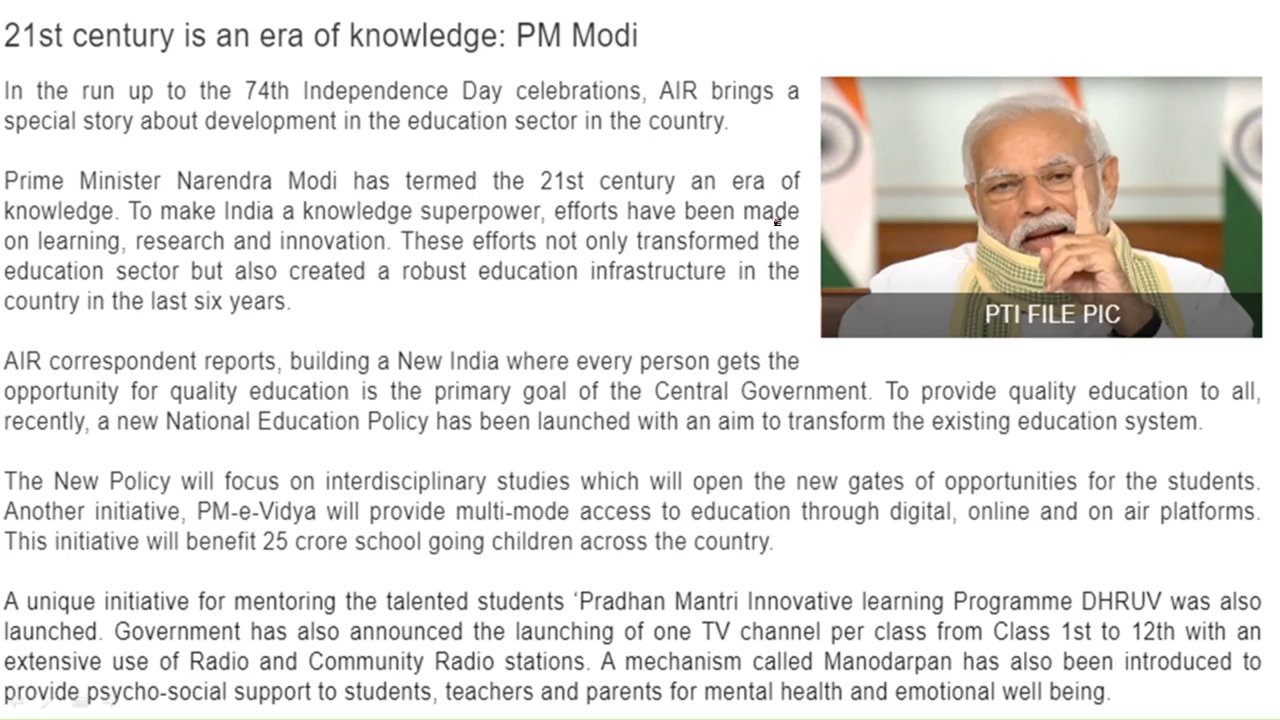 21st century is an era of knowledge: PM Modi
In the run up to the 74th Independence Day celebrations, AIR brings a
special story about development in the education sector in the country.
Prime Minister Narendra Modi has termed the 21st century an era of
knowledge. To make India a knowledge superpower, efforts have been made
on learning, research and innovation. These efforts not only transformed the
education sector but also created a robust education infrastructure in the
country in the last six years.
PTI FILE PIC
AIR correspondent reports, building a New India where every person gets the
opportunity for quality education is the primary goal of the Central Government. To provide quality education to all,
recently, a new National Education Policy has been launched with an aim to transform the existing education system.
The New Policy will focus on interdisciplinary studies which will open the new gates of opportunities for the students.
Another initiative, PM-e-Vidya will provide multi-mode access to education through digital, online and on air platforms.
This initiative will benefit 25 crore school going children across the country.
A unique initiative for mentoring the talented students ‘Pradhan Mantri Innovative learning Programme DHRUV was also
launched. Government has also announced the launching of one TV channel per class from Class 1st to 12th with an
extensive use of Radio and Community Radio stations. A mechanism called Manodarpan has also been introduced to
provide psycho-social support to students, teachers and parents for mental health and emotional well being.